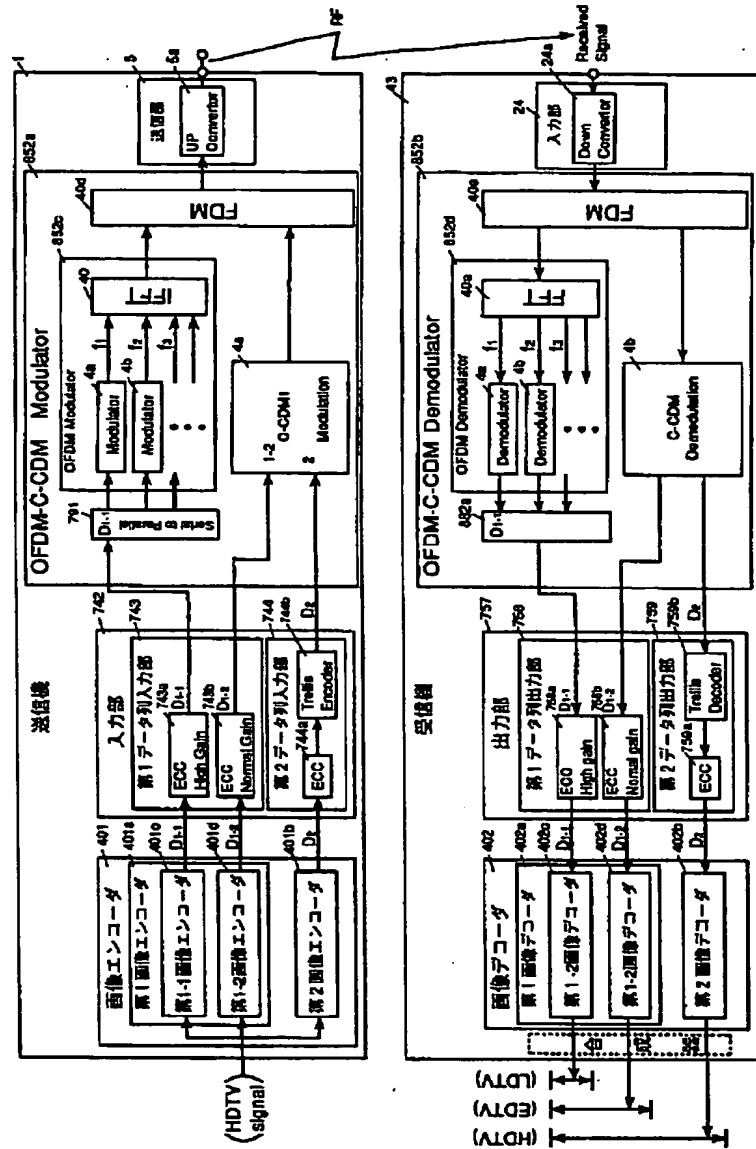 送信機
1
(HDTV signal)
画像エンコーダ
401
第1画像エンコーダ
401a
第1-1画像エンコーダ
401c
第1-2画像エンコーダ
401d
第2画像エンコーダ
401b
D1-1
D1-2
D2
入力部
742
第1データ列入力部
743
743a
ECC
High Gain
D1-1
743b
ECC
Normal Gain
D1-2
第2データ列入力部
744
744a
ECC
744b
Trellis
Encoder
D2
OFDM-C-CDM Modulator
852a
791
D1-1
Serial to Parallel
OFDM Modulator
852c
4a
Modulator
4b
Modulator
f1
f2
f3
40
IFFT
4a
1-2
C-CDM
Modulation
2
40d
FDM
送信器
5
5a
UP
Convertor
RF
受信機
43
Received
Signal
入力部
24
24a
Down
Convertor
OFDM-C-CDM Demodulator
852b
FDM
OFDM Demodulator
852d
40a
FFT
f1
f2
f3
4a
Demodulator
4b
Demodulator
D1-1
4b
C-CDM
Demodulation
出力部
757
第1データ列出力部
758
758a
ECC
High gain
D1-1
758b
ECC
Normal gain
D1-2
第2データ列出力部
759
759a
ECC
759b
Trellis
Decoder
D2
画像デコーダ
402
第1画像デコーダ
402a
第1-2画像デコーダ
402c
第1-2画像デコーダ
402d
第2画像デコーダ
402b
D1-1
D1-2
D2
合
成
(LDTV)
(EDTV)
(HDTV)